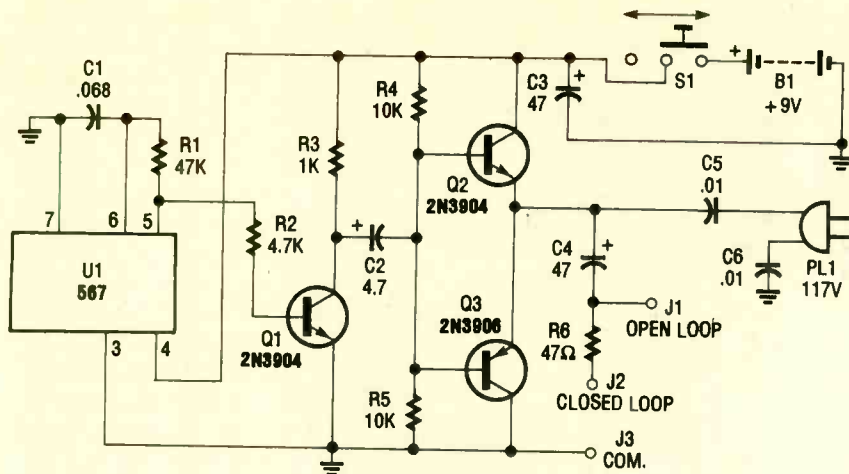 C1
.068
R1
47K
7
6
5
U1
567
3
4
R2
4.7K
R3
1K
+
C2
4.7
Q1
2N3904
R4
10K
R5
10K
Q2
2N3904
Q3
2N3906
C3
47
+
S1
+
B1
+9V
C4
47
+
R6
47Ω
J1
OPEN LOOP
J2
CLOSED LOOP
J3
COM.
C5
.01
C6
.01
PL1
117V